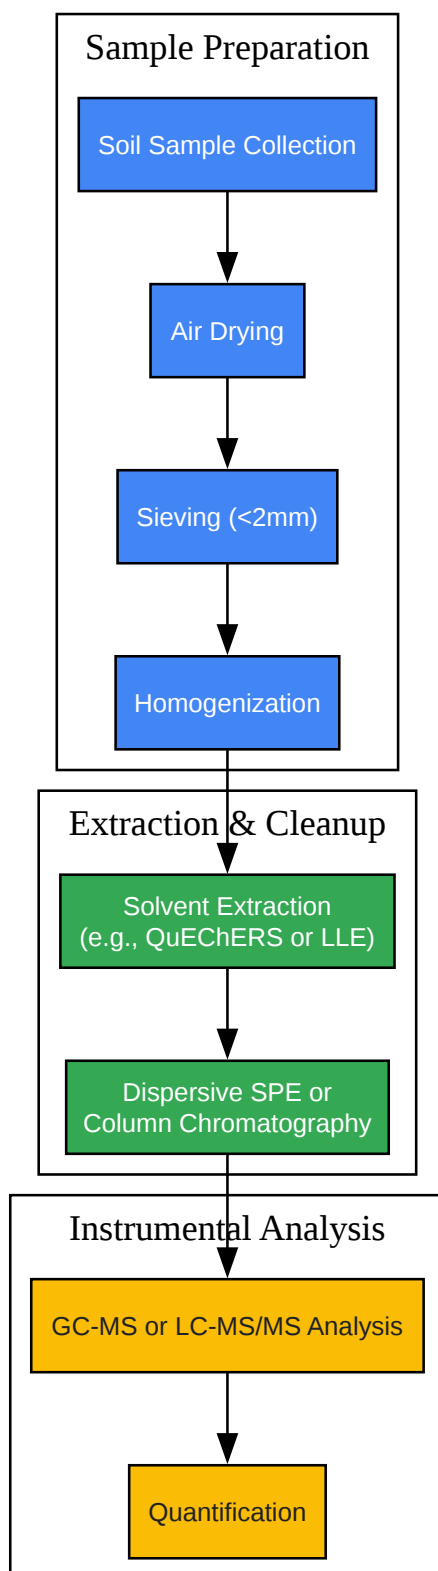 Sample Preparation
Soil Sample Collection
Air Drying
Sieving (<2mm)
Homogenization
Extraction & Cleanup
Solvent Extraction
(e.g., QuEChERS or LLE)
Dispersive SPE or
Column Chromatography
Instrumental Analysis
GC-MS or LC-MS/MS Analysis
Quantification